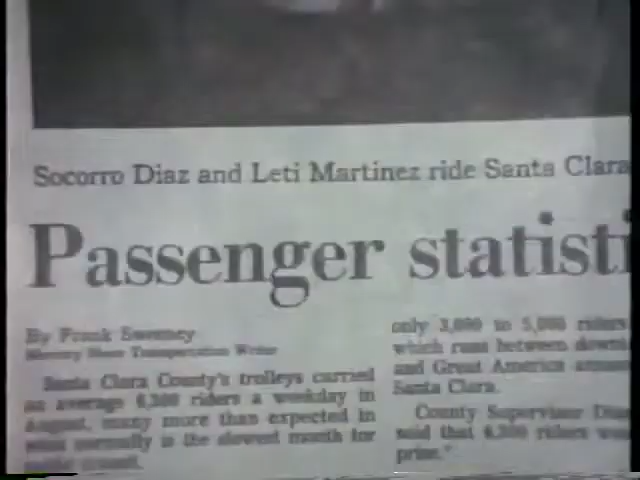 Socorro Diaz and Leti Martinez ride Santa Clara
Passenger statisti
By Frank Sweeney
Mercury News Transportation Writer
Santa Clara County's trolleys carried
an average 6,300 riders a weekday in
August, many more than expected in
what normally is the slowest month for
only 3,000 to 5,000 riders
which runs between down
and Great America
Santa Clara.
County Supervisor
said that 6,300 riders